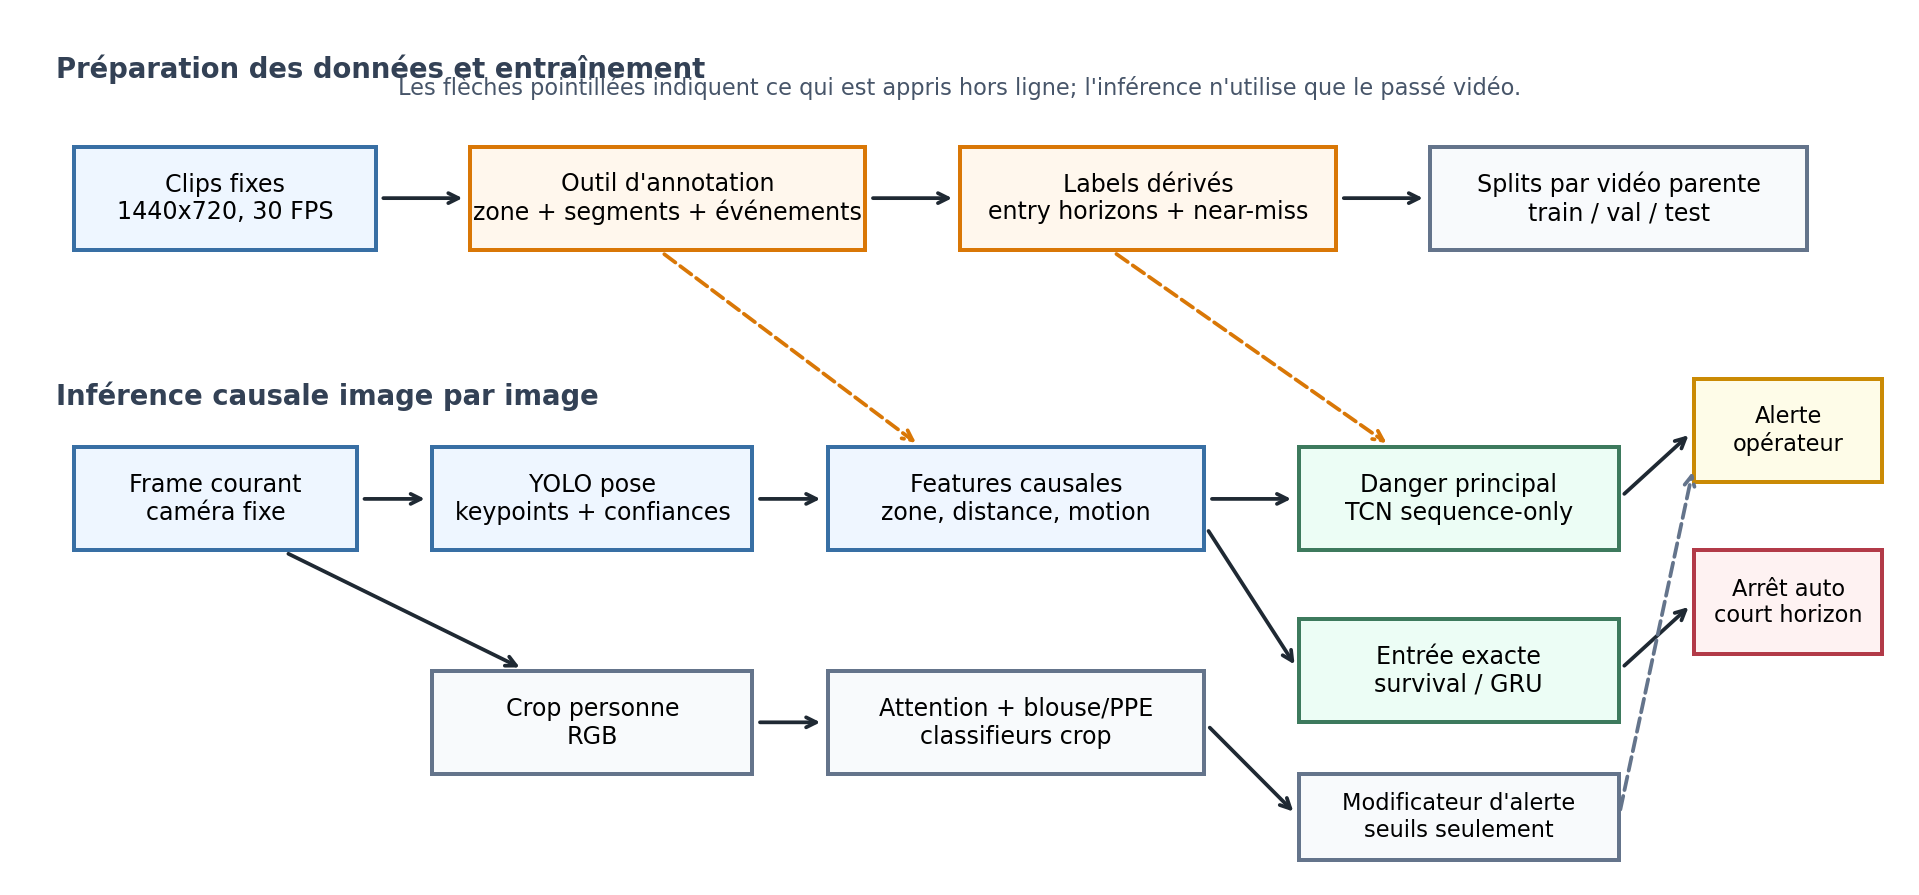 Préparation des données et entraînement
Les flèches pointillées indiquent ce qui est appris hors ligne; l'inférence n'utilise que le passé vidéo.
Clips fixes
1440x720, 30 FPS
Outil d'annotation
zone + segments + événements
Labels dérivés
entry horizons + near-miss
Splits par vidéo parente
train / val / test
Inférence causale image par image
Frame courant
caméra fixe
YOLO pose
keypoints + confiances
Features causales
zone, distance, motion
Danger principal
TCN sequence-only
Alerte
opérateur
Arrêt auto
court horizon
Entrée exacte
survival / GRU
Crop personne
RGB
Attention + blouse/PPE
classifieurs crop
Modificateur d'alerte
seuils seulement